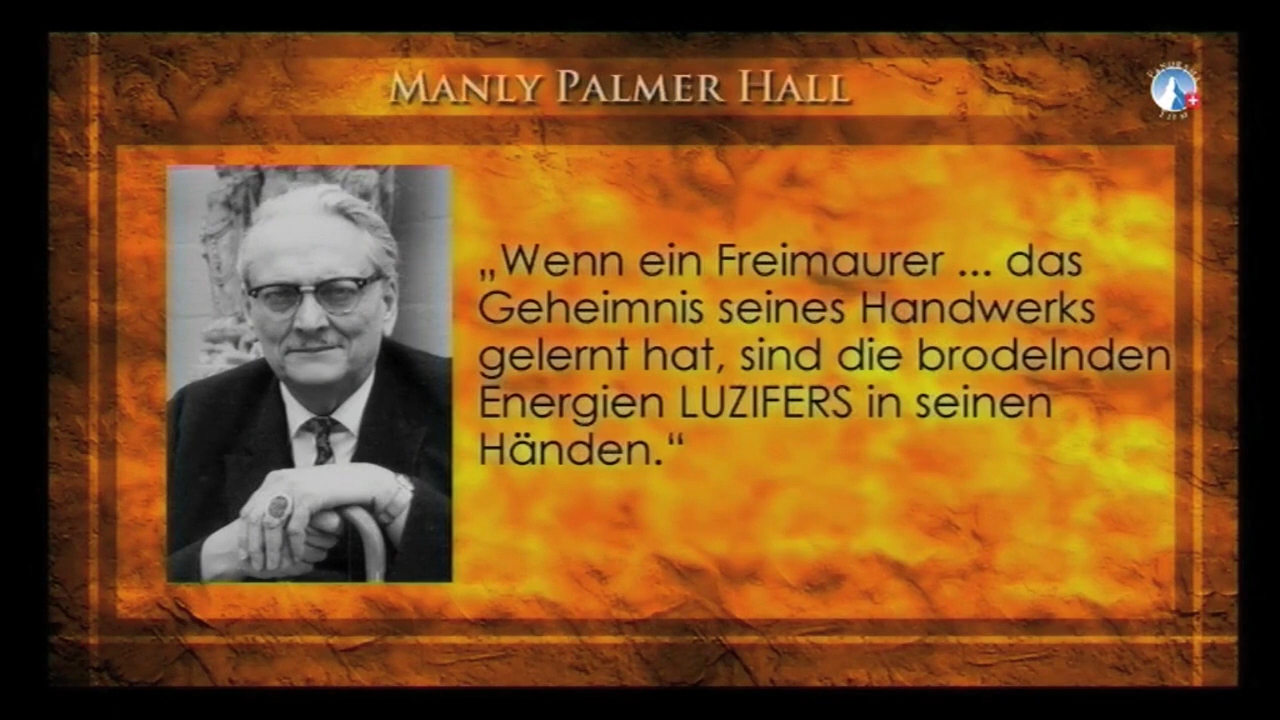 MANLY PALMER HALL
„Wenn ein Freimaurer ... das
Geheimnis seines Handwerks
gelernt hat, sind die brodelnden
Energien LUZIFERS in seinen
Händen.“